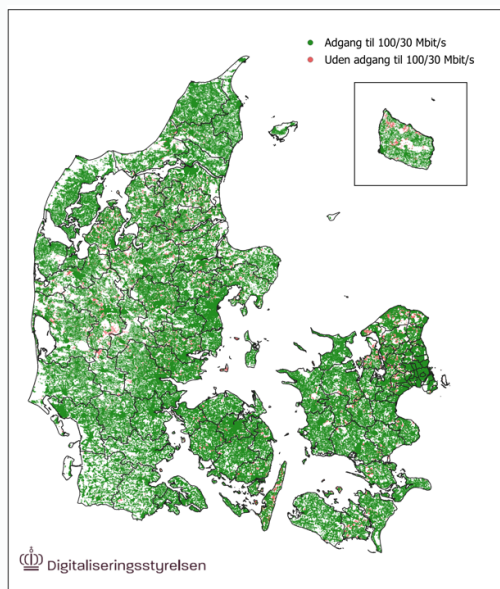 Adgang til 100/30 Mbit/s
Uden adgang til 100/30 Mbit/s
Digitaliseringsstyrelsen